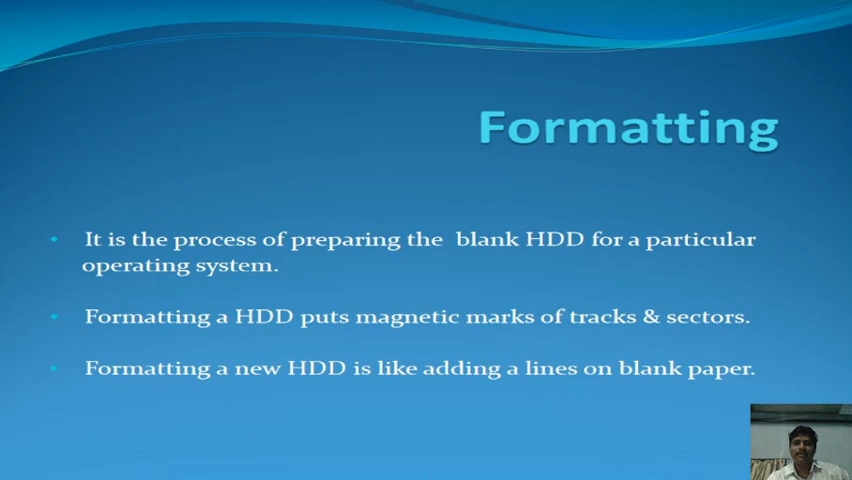 Formatting
• It is the process of preparing the blank HDD for a particular
operating system.
• Formatting a HDD puts magnetic marks of tracks & sectors.
• Formatting a new HDD is like adding a lines on blank paper.